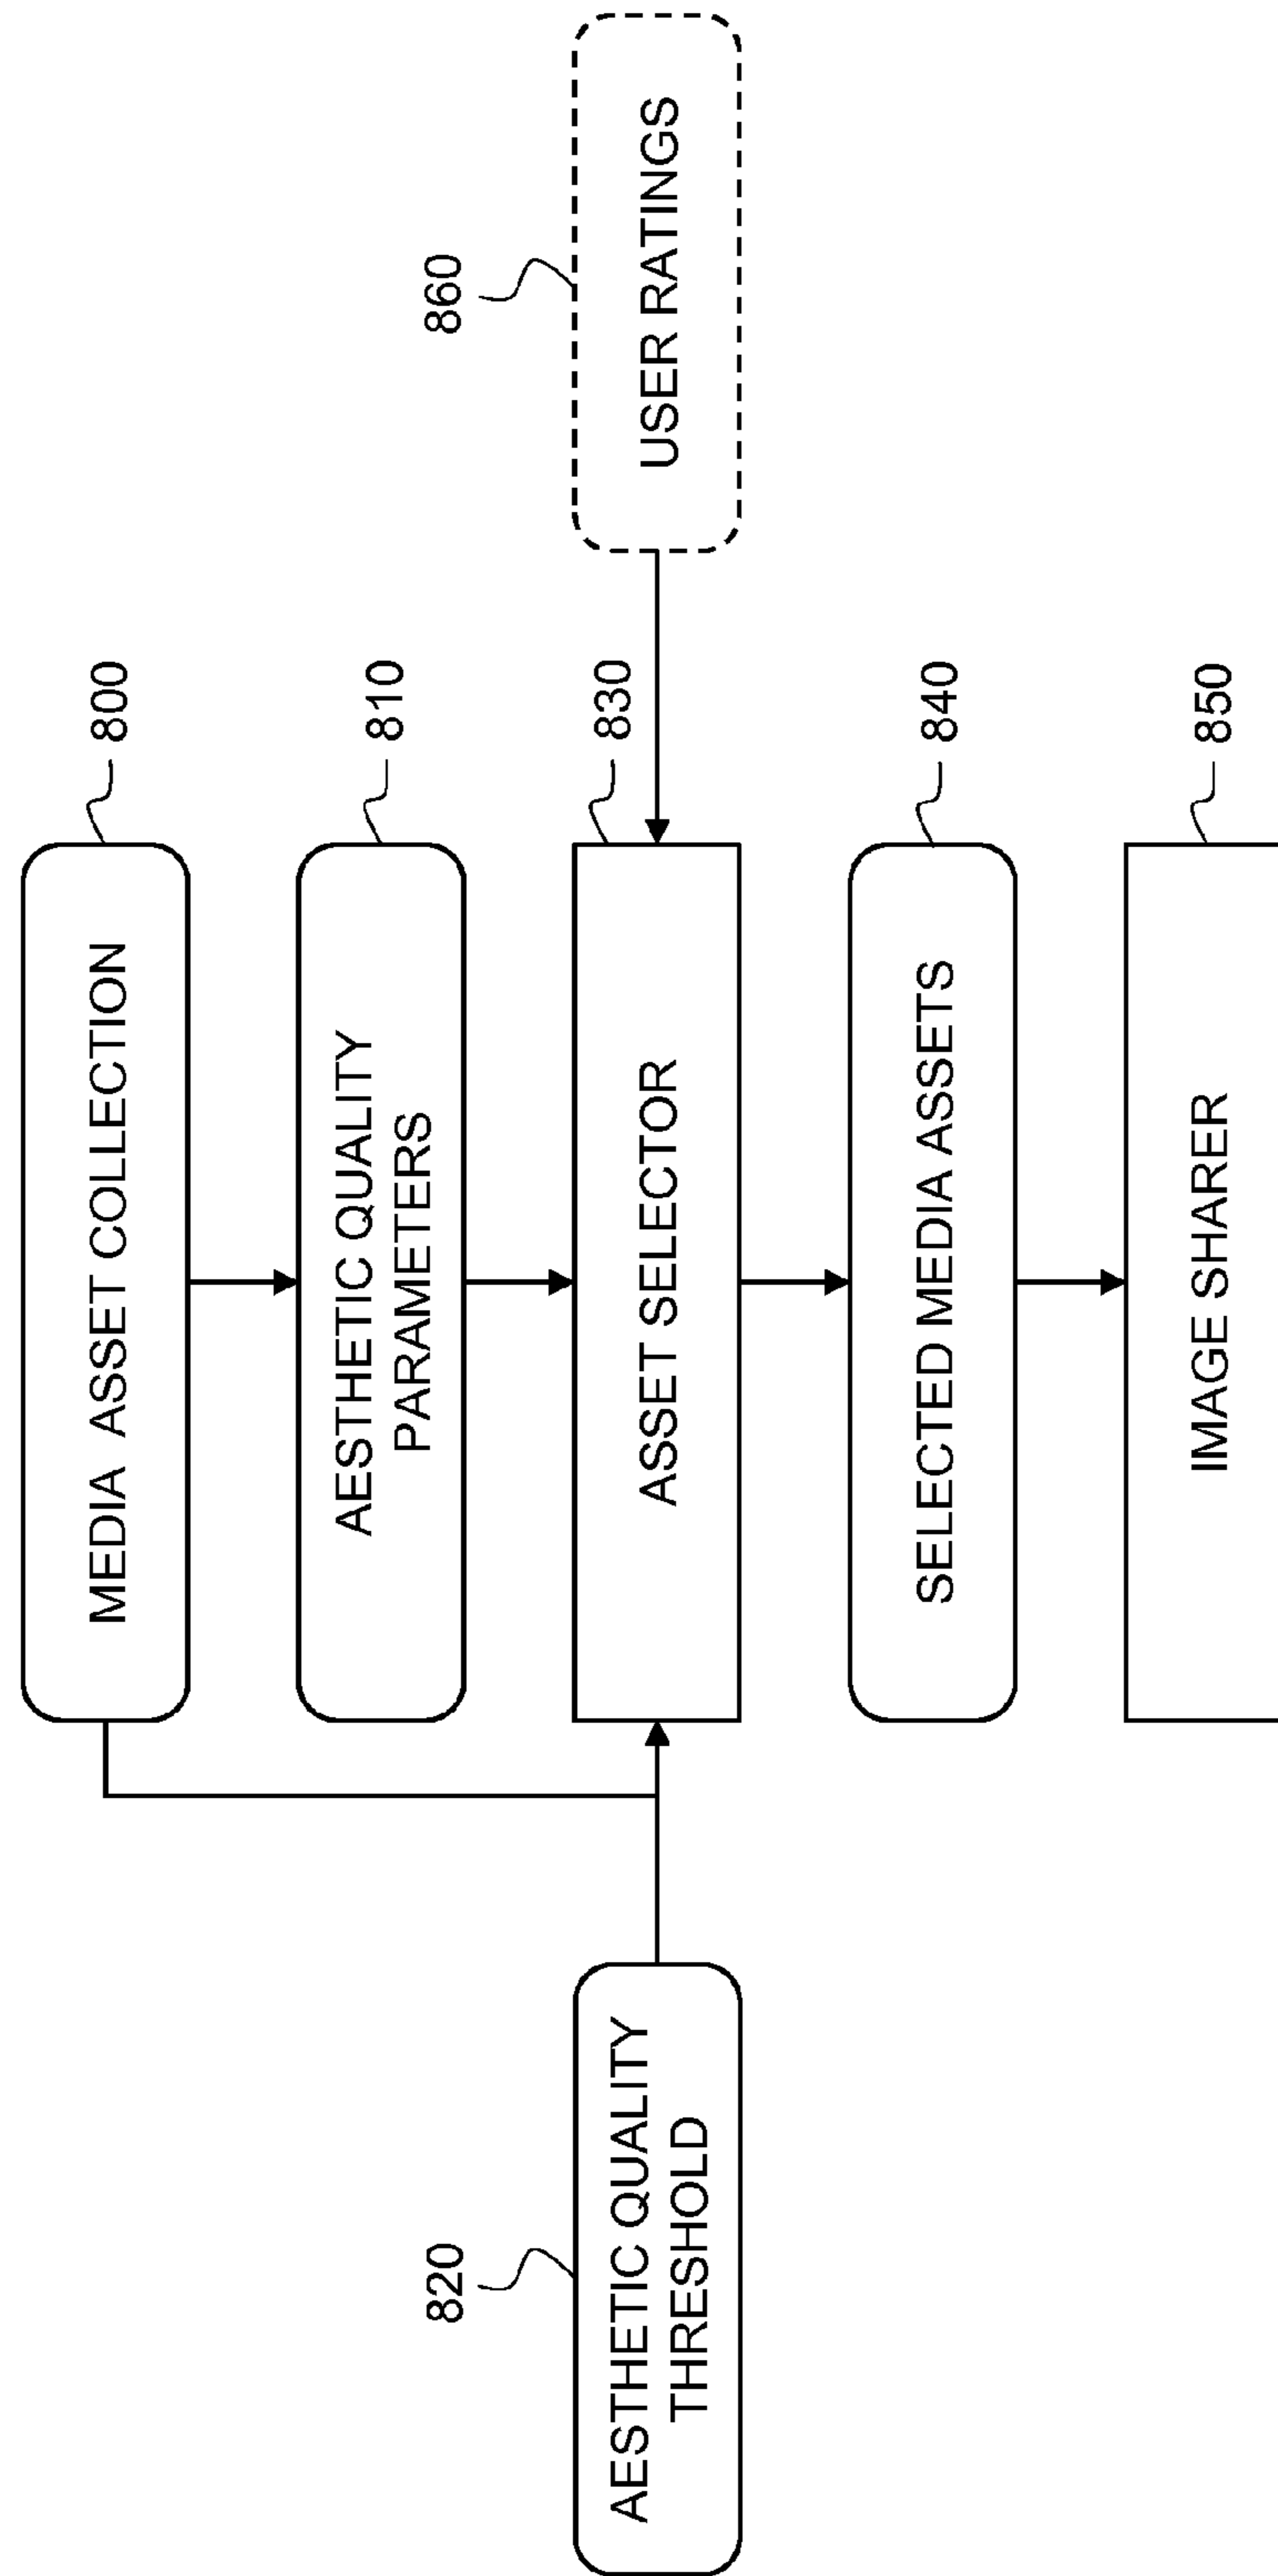 MEDIA ASSET COLLECTION
800
AESTHETIC QUALITY
PARAMETERS
810
AESTHETIC QUALITY
THRESHOLD
820
ASSET SELECTOR
830
USER RATINGS
860
SELECTED MEDIA ASSETS
840
IMAGE SHARER
850